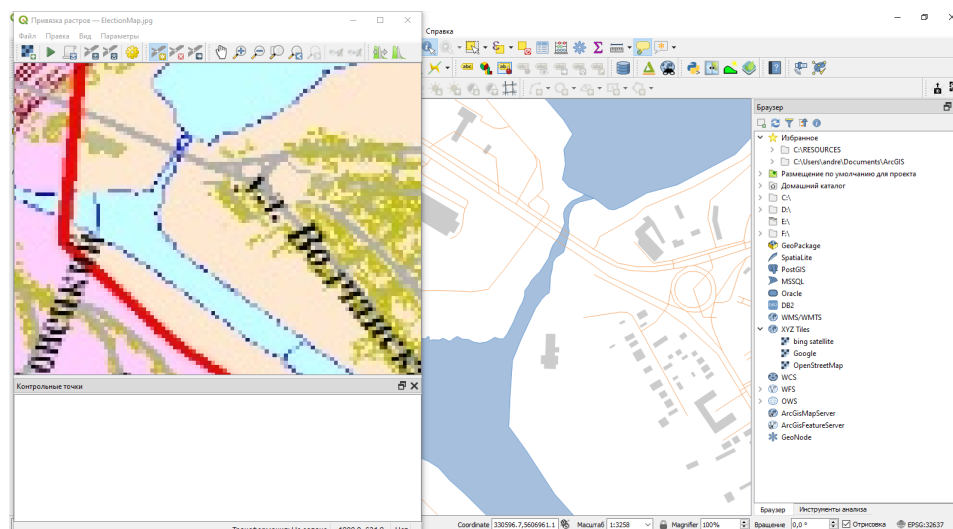 Привязка растров — ElectionMap.jpg
Файл Правка Вид Параметры
Справка
Контрольные точки
Браузер
Избранное
C:\RESOURCES
C:\Users\andre\Documents\ArcGIS
Размещение по умолчанию для проекта
Домашний каталог
C:\
D:\
E:\
F:\
GeoPackage
SpatiaLite
PostGIS
MSSQL
Oracle
DB2
WMS/WMTS
XYZ Tiles
bing satellite
Google
OpenStreetMap
WCS
WFS
OWS
ArcGisMapServer
ArcGisFeatureServer
GeoNode
Браузер Инструменты анализа
Coordinate 330596.7,5606961.1 Масштаб 1:3258 Magnifier 100% Вращение 0,0 ° Отрисовка EPSG:32637